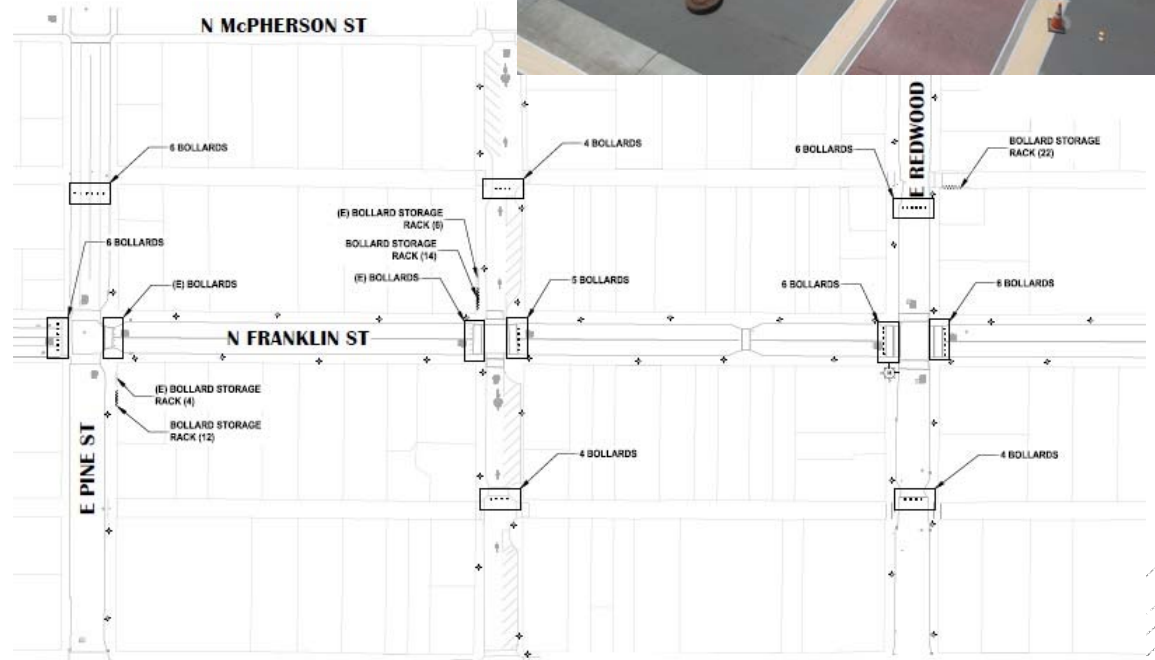 N McPHERSON ST
E REDWOOD
6 BOLLARDS
4 BOLLARDS
6 BOLLARDS
BOLLARD STORAGE
RACK (22)
(E) BOLLARD STORAGE
RACK (6)
BOLLARD STORAGE
RACK (14)
(E) BOLLARDS
6 BOLLARDS
(E) BOLLARDS
5 BOLLARDS
6 BOLLARDS
6 BOLLARDS
N FRANKLIN ST
(E) BOLLARD STORAGE
RACK (4)
BOLLARD STORAGE
RACK (12)
E PINE ST
4 BOLLARDS
4 BOLLARDS